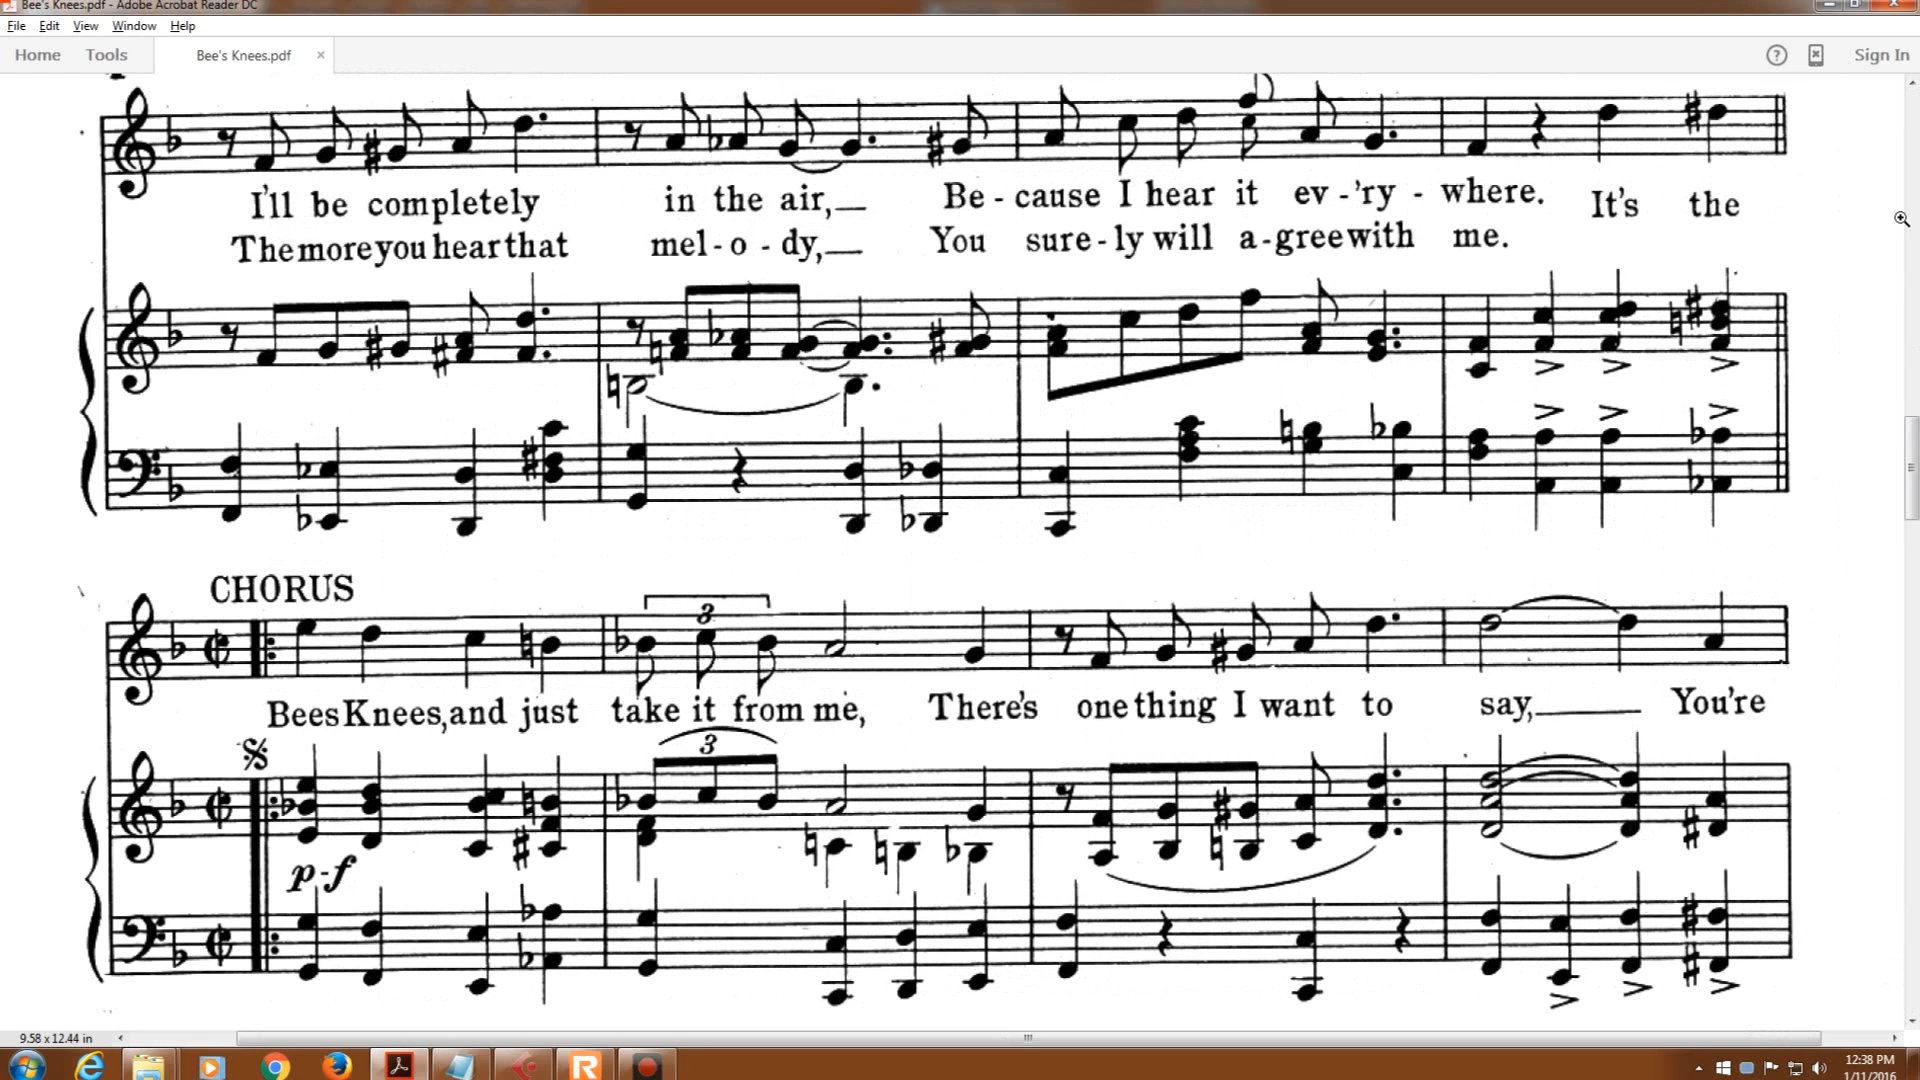 Bee's Knees.pdf - Adobe Acrobat Reader DC
File Edit View Window Help
Home Tools Bee's Knees.pdf × ? Sign In
I'll be completely in the air, Be - cause I hear it ev - 'ry - where. It's the
The more you hear that mel - o - dy, You sure - ly will a - gree with me.
CHORUS
3
Bees Knees, and just take it from me, There's one thing I want to say, You're
3
p-f
9.58 x 12.44 in
12:38 PM
1/11/2016